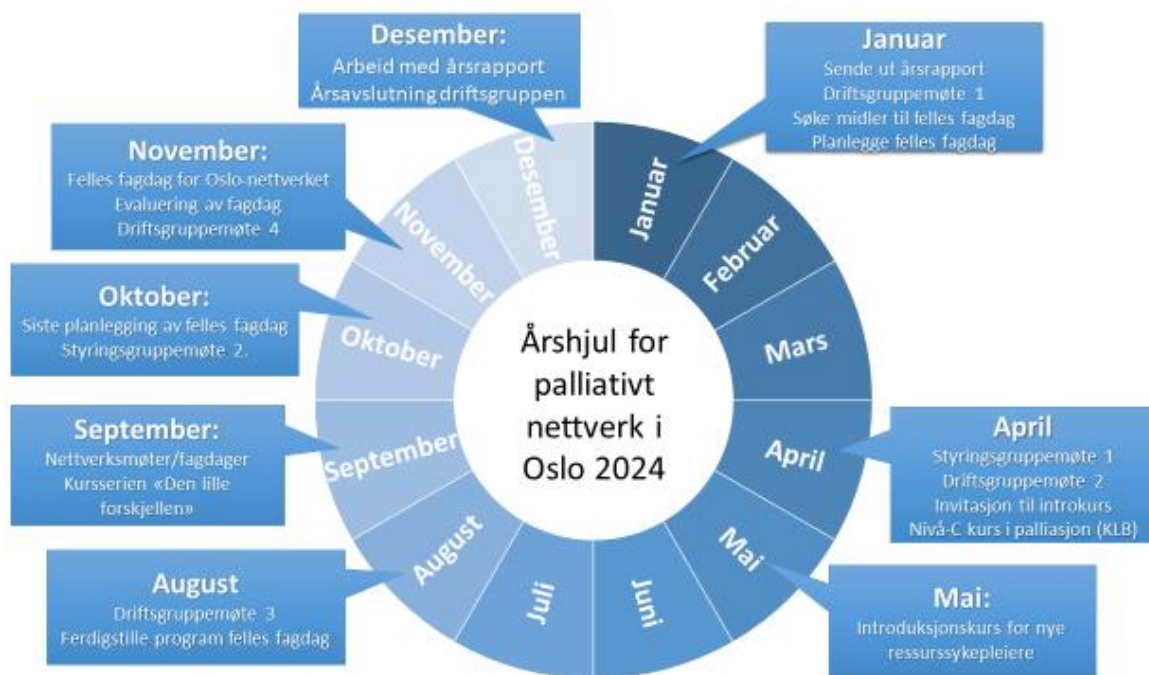 Januar
Sende ut årsrapport
Driftsgruppemøte 1
Søke midler til felles fagdag
Planlegge felles fagdag
April
Styringsgruppemøte 1
Driftsgruppemøte 2
Invitasjon til introkurs
Nivå-C kurs i palliasjon (KLB)
Mai:
Introduksjonskurs for nye
ressurssykepleiere
August
Driftsgruppemøte 3
Ferdigstille program felles fagdag
September:
Nettverksmøter/fagdager
Kursserien «Den lille
forskjellen»
Oktober:
Siste planlegging av felles fagdag
Styringsgruppemøte 2.
November:
Felles fagdag for Oslo-nettverket
Evaluering av fagdag
Driftsgruppemøte 4
Desember:
Arbeid med årsrapport
Årsavslutning driftsgruppen
Januar
Februar
Mars
April
Mai
Juni
Juli
August
September
Oktober
November
Desember
Årshjul for
palliativt
nettverk i
Oslo 2024